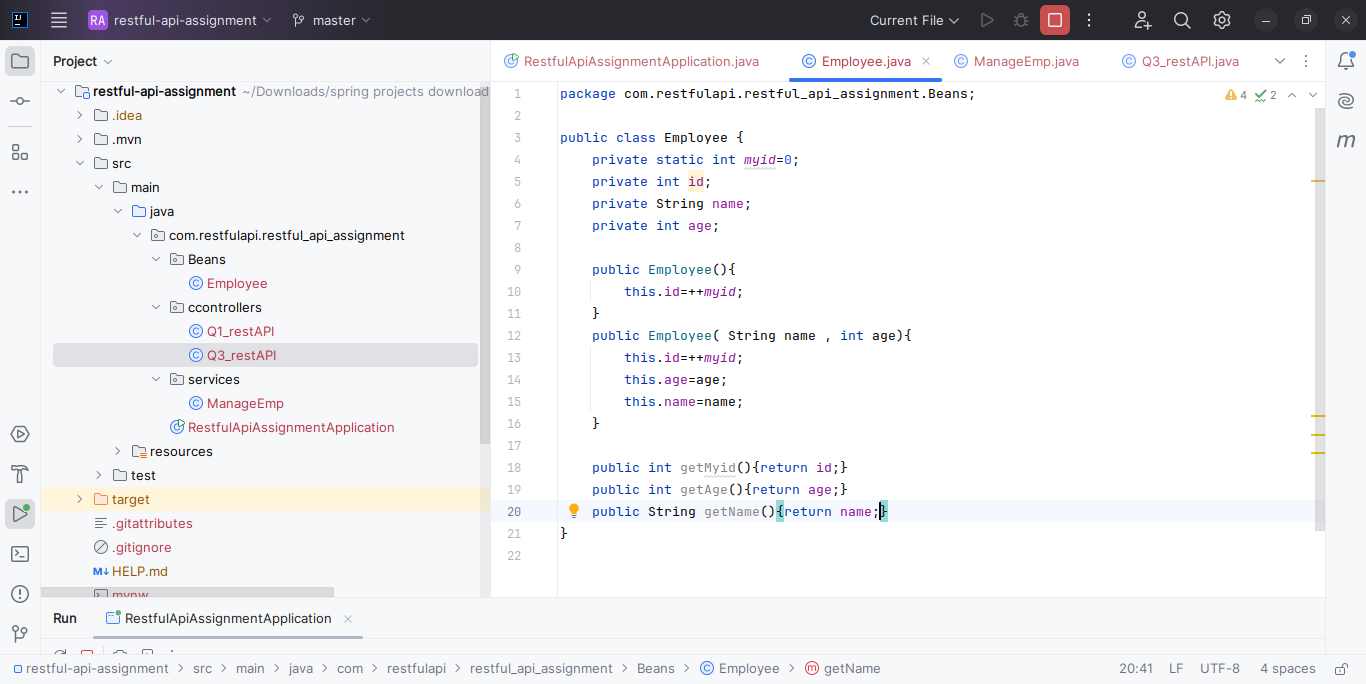 RA restful-api-assignment
master
Current File
Project
restful-api-assignment ~/Downloads/spring projects download
.idea
.mvn
src
main
java
com.restfulapi.restful_api_assignment
Beans
Employee
ccontrollers
Q1_restAPI
Q3_restAPI
services
ManageEmp
RestfulApiAssignmentApplication
resources
test
target
.gitattributes
.gitignore
M↓ HELP.md
mvnw
RestfulApiAssignmentApplication.java
Employee.java
ManageEmp.java
Q3_restAPI.java
4 2
1 package com.restfulapi.restful_api_assignment.Beans;
2
3 public class Employee {
4 private static int myid=0;
5 private int id;
6 private String name;
7 private int age;
8
9 public Employee(){
10 this.id=++myid;
11 }
12 public Employee( String name , int age){
13 this.id=++myid;
14 this.age=age;
15 this.name=name;
16 }
17
18 public int getMyid(){return id;}
19 public int getAge(){return age;}
20 public String getName(){return name;}
21 }
22
m
Run RestfulApiAssignmentApplication
restful-api-assignment > src > main > java > com > restfulapi > restful_api_assignment > Beans > Employee > getName
20:41 LF UTF-8 4 spaces